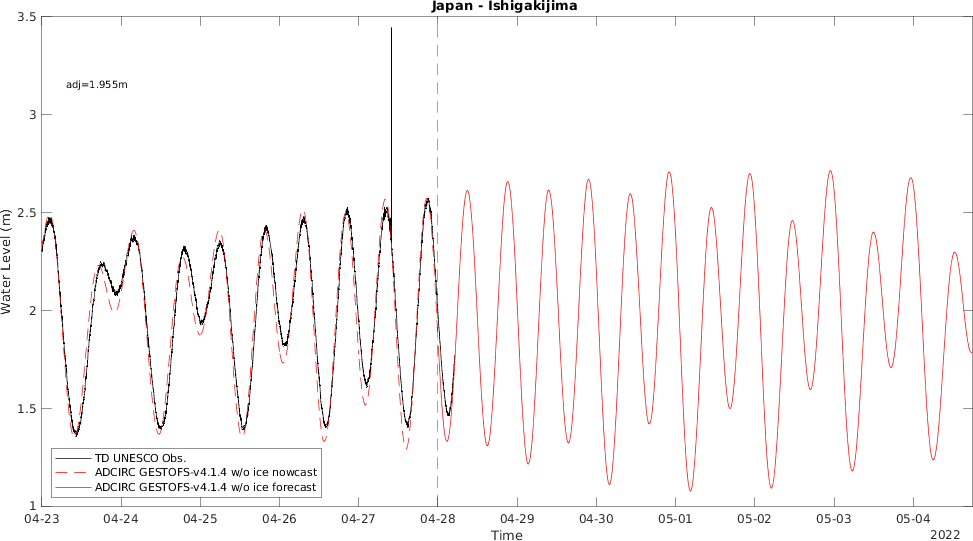 Japan - Ishigakijima
adj=1.955m
Water Level (m)
3.5
3
2.5
2
1.5
1
TD UNESCO Obs.
ADCIRC GESTOFS-v4.1.4 w/o ice nowcast
ADCIRC GESTOFS-v4.1.4 w/o ice forecast
04-23 04-24 04-25 04-26 04-27 04-28 04-29 04-30 05-01 05-02 05-03 05-04
Time
2022